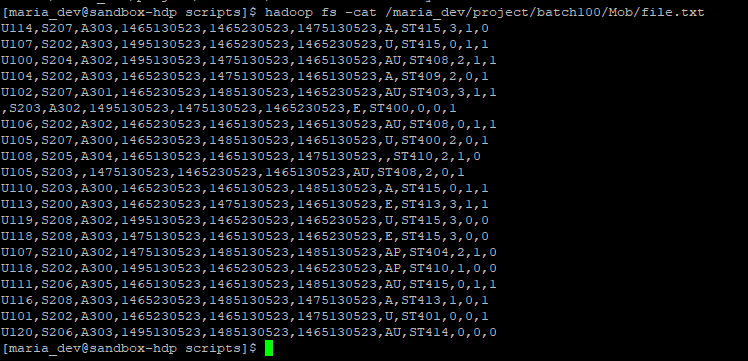 [maria_dev@sandbox-hdp scripts]$ hadoop fs -cat /maria_dev/project/batch100/Mob/file.txt
U114,S207,A303,1465130523,1465230523,1475130523,A,ST415,3,1,0
U107,S202,A303,1495130523,1465230523,1465130523,U,ST415,0,1,1
U100,S204,A302,1495130523,1475130523,1465230523,AU,ST408,2,1,1
U104,S202,A303,1465130523,1465230523,1475130523,A,ST409,2,0,1
U102,S207,A301,1465230523,1485130523,1465230523,AU,ST403,3,1,1
,S203,A302,1495130523,1475130523,1465230523,E,ST400,0,0,1
U106,S202,A302,1465230523,1465130523,1465130523,AU,ST408,0,1,1
U105,S207,A300,1465230523,1465130523,1485130523,U,ST400,2,0,1
U108,S205,A304,1465130523,1465130523,1475130523,,ST410,2,1,0
U105,S203,,1475130523,1465230523,1465130523,AU,ST408,2,0,1
U110,S203,A300,1465230523,1465130523,1485130523,A,ST415,0,1,1
U113,S200,A303,1465230523,1475130523,1465230523,E,ST413,3,1,1
U119,S208,A302,1495130523,1465230523,1465230523,U,ST415,3,0,0
U118,S208,A303,1475130523,1465230523,1485130523,E,ST415,3,0,0
U107,S210,A302,1475130523,1485130523,1485130523,AP,ST404,2,1,0
U118,S202,A300,1495130523,1465230523,1465230523,AP,ST410,1,0,0
U111,S206,A305,1465130523,1465130523,1485130523,AU,ST415,0,1,1
U116,S208,A303,1465230523,1485130523,1475130523,A,ST413,1,0,1
U101,S202,A300,1465230523,1465130523,1475130523,U,ST401,0,0,1
U120,S206,A303,1495130523,1485130523,1465130523,AU,ST414,0,0,0
[maria_dev@sandbox-hdp scripts]$